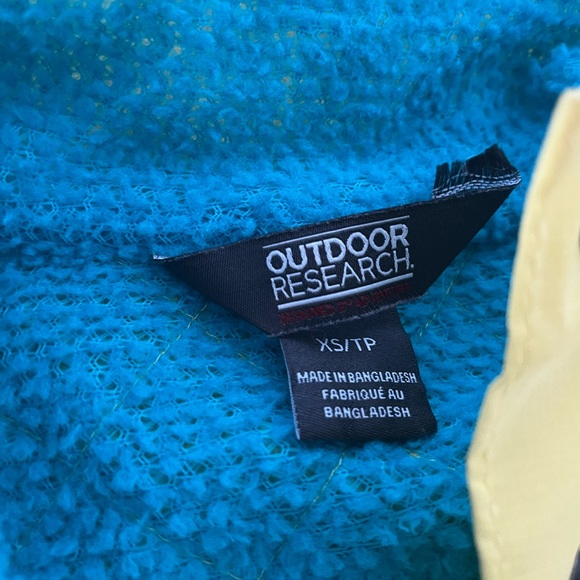 OUTDOOR
RESEARCH.
XS/TP
MADE IN BANGLADESH
FABRIQUÉ AU
BANGLADESH